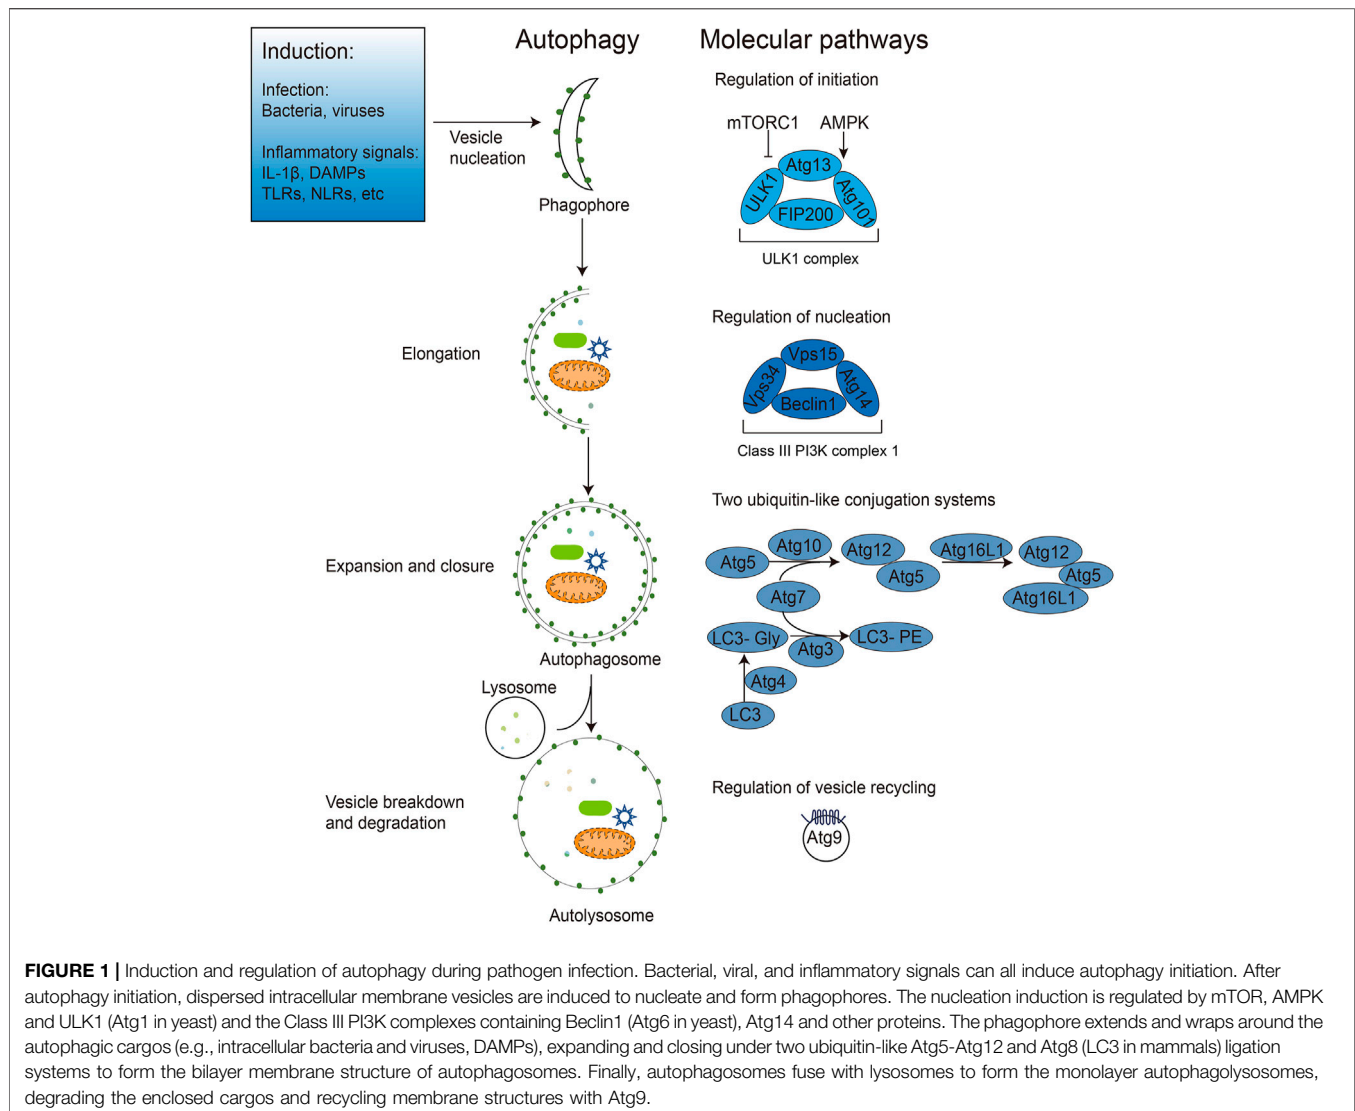 Induction:
Infection:
Bacteria, viruses
Inflammatory signals:
IL-1β, DAMPs
TLRs, NLRs, etc
Autophagy
Vesicle
nucleation
Phagophore
Elongation
Expansion and closure
Autophagosome
Lysosome
Vesicle breakdown
and degradation
Autolysosome
Molecular pathways
Regulation of initiation
mTORC1 AMPK
Atg13
ULK1
Atg101
FIP200
ULK1 complex
Regulation of nucleation
Vps15
Vps34
Atg14
Beclin1
Class III PI3K complex 1
Two ubiquitin-like conjugation systems
Atg5 Atg10 Atg12 Atg5 Atg16L1 Atg12 Atg5 Atg16L1
Atg7
LC3- Gly Atg3 LC3- PE
Atg4
LC3
Regulation of vesicle recycling
Atg9
FIGURE 1 | Induction and regulation of autophagy during pathogen infection. Bacterial, viral, and inflammatory signals can all induce autophagy initiation. After
autophagy initiation, dispersed intracellular membrane vesicles are induced to nucleate and form phagophores. The nucleation induction is regulated by mTOR, AMPK
and ULK1 (Atg1 in yeast) and the Class III PI3K complexes containing Beclin1 (Atg6 in yeast), Atg14 and other proteins. The phagophore extends and wraps around the
autophagic cargos (e.g., intracellular bacteria and viruses, DAMPs), expanding and closing under two ubiquitin-like Atg5-Atg12 and Atg8 (LC3 in mammals) ligation
systems to form the bilayer membrane structure of autophagosomes. Finally, autophagosomes fuse with lysosomes to form the monolayer autophagolysosomes,
degrading the enclosed cargos and recycling membrane structures with Atg9.